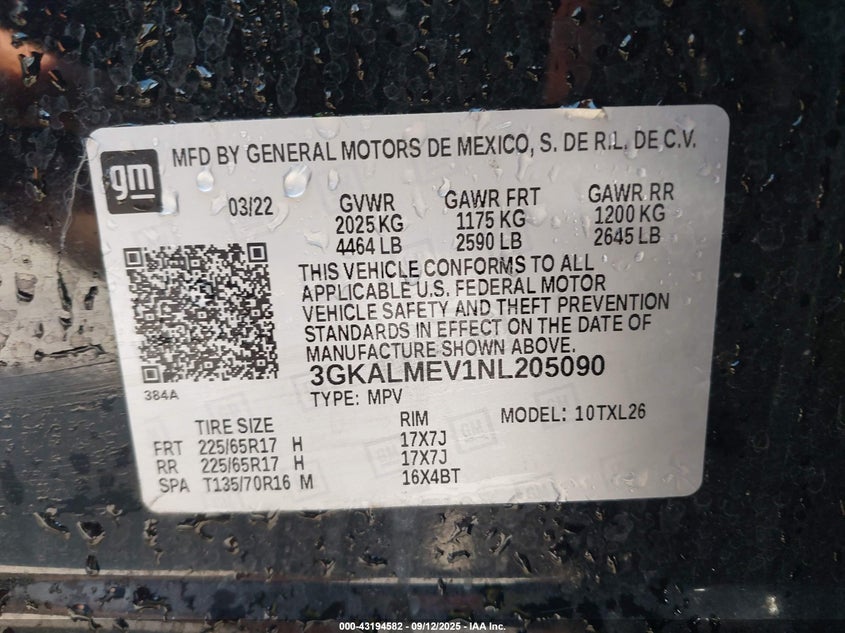 gm
MFD BY GENERAL MOTORS DE MEXICO, S. DE R.L. DE C.V.
03/22 GVWR GAWR FRT GAWR RR
2025 KG 1175 KG 1200 KG
4464 LB 2590 LB 2645 LB
THIS VEHICLE CONFORMS TO ALL
APPLICABLE U.S. FEDERAL MOTOR
VEHICLE SAFETY AND THEFT PREVENTION
STANDARDS IN EFFECT ON THE DATE OF
MANUFACTURE SHOWN ABOVE.
384A
3GKALMEV1NL205090
TYPE: MPV MODEL: 10TXL26
TIRE SIZE RIM
FRT 225/65R17 H 17X7J
RR 225/65R17 H 17X7J
SPA T135/70R16 M 16X4BT
000-43194582 - 09/12/2025 - IAA Inc.